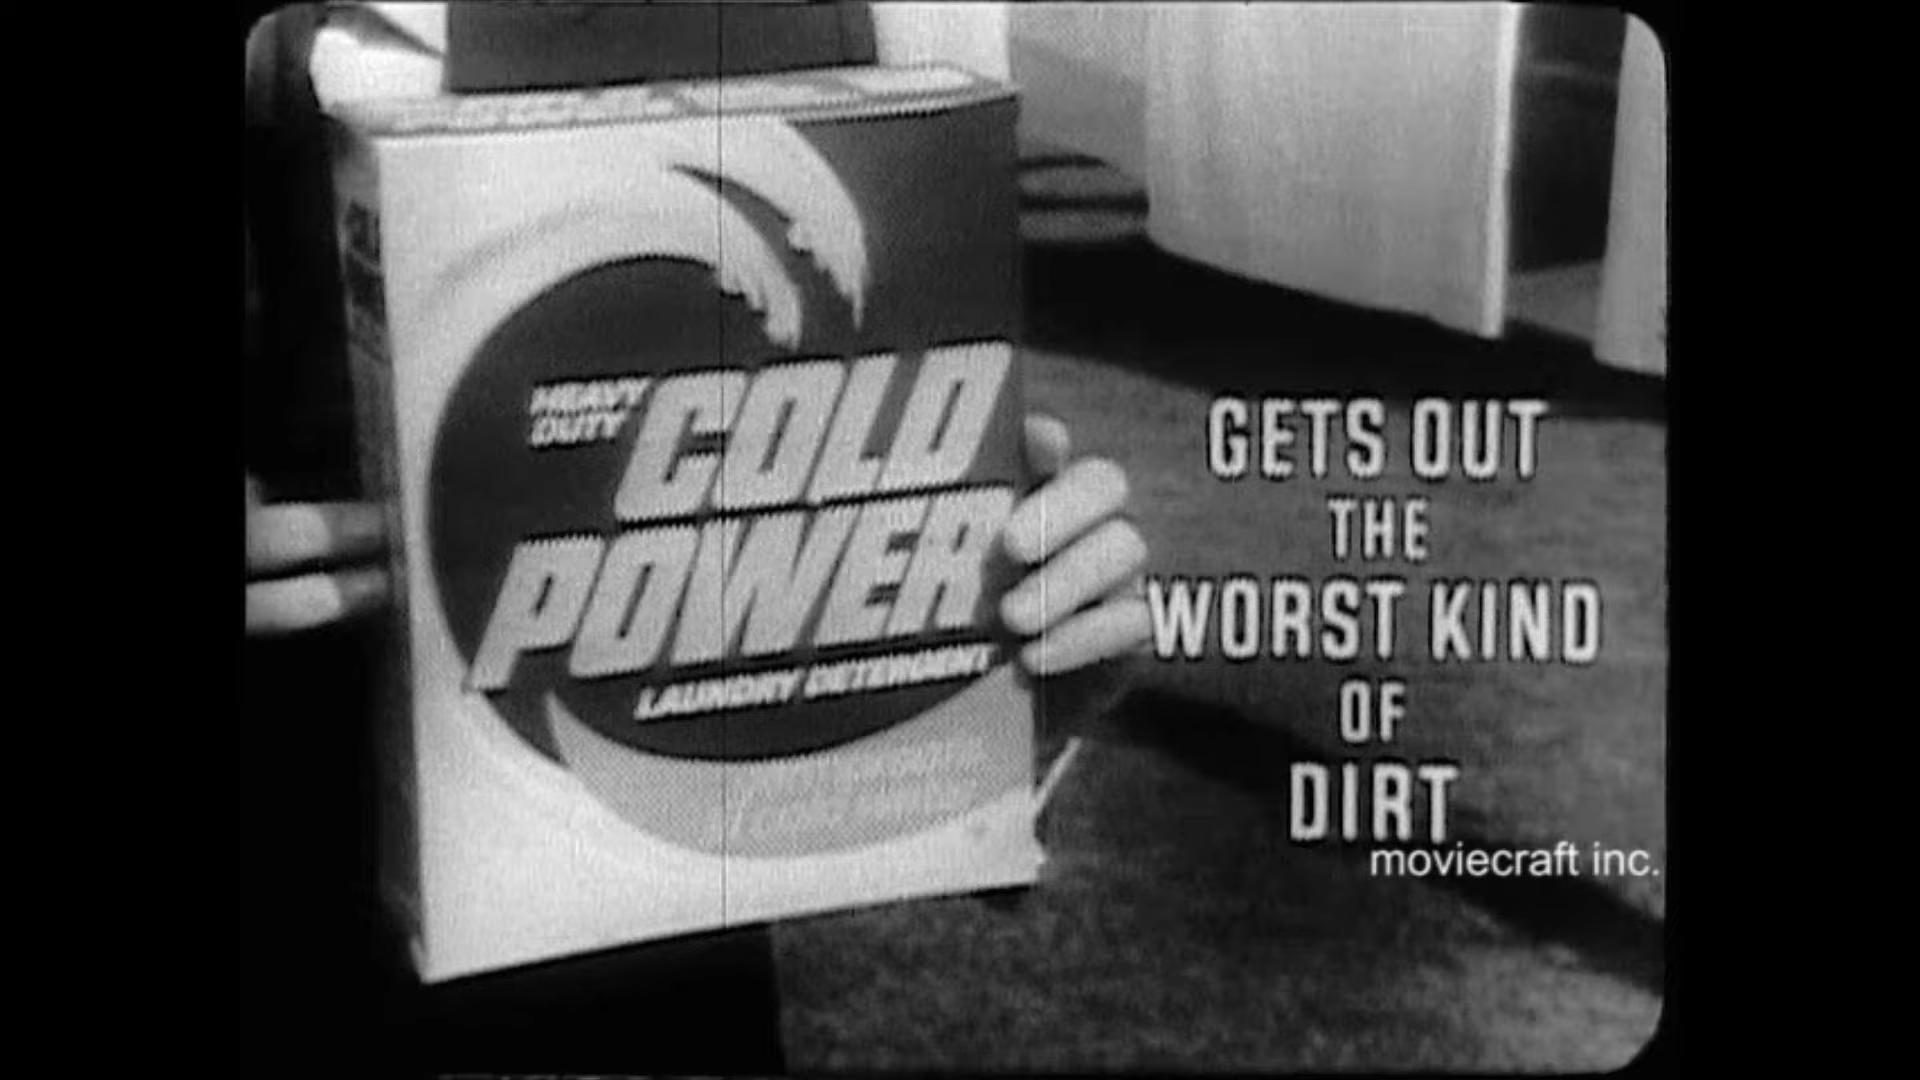 HEAVY
DUTY
COLD
POWER
LAUNDRY DETERGENT
GETS OUT
THE
WORST KIND
OF
DIRT
moviecraft inc.